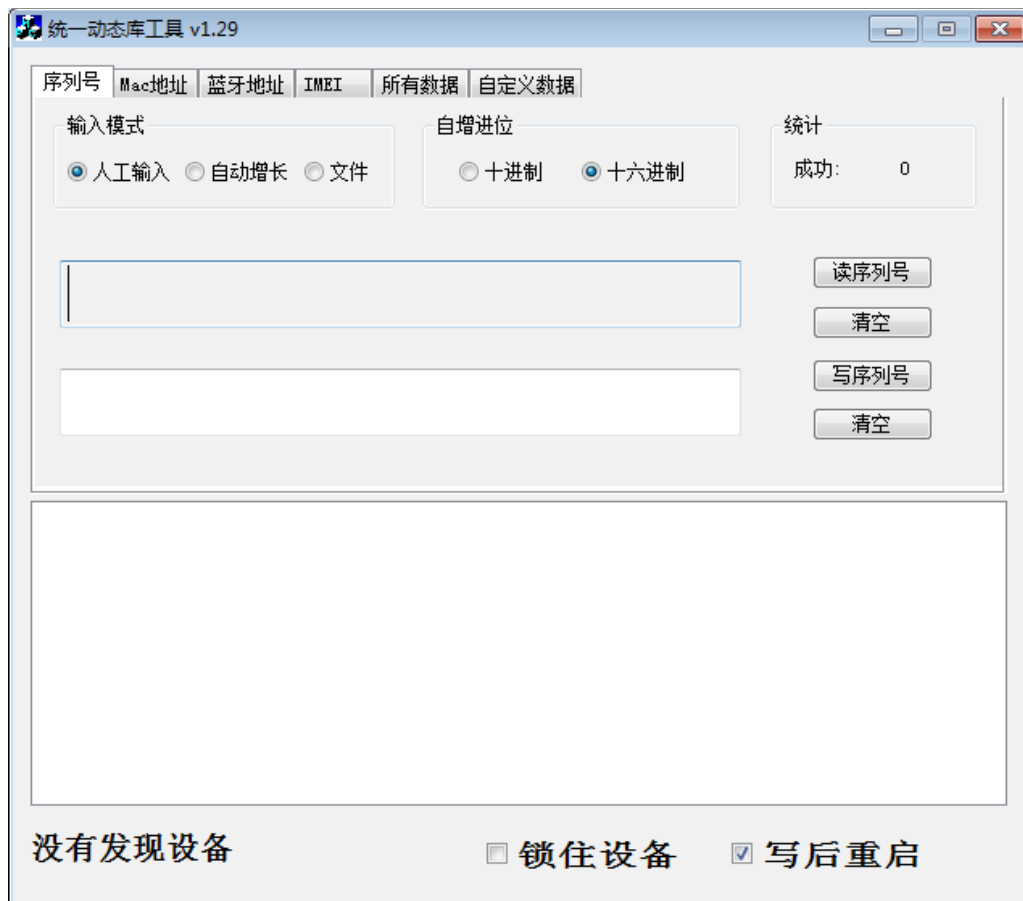 统一动态库工具 v1.29
序列号 Mac地址 蓝牙地址 IMEI 所有数据 自定义数据
输入模式 自增进位 统计
人工输入 自动增长 文件 十进制 十六进制 成功: 0
读序列号
清空
写序列号
清空
没有发现设备 锁住设备 写后重启